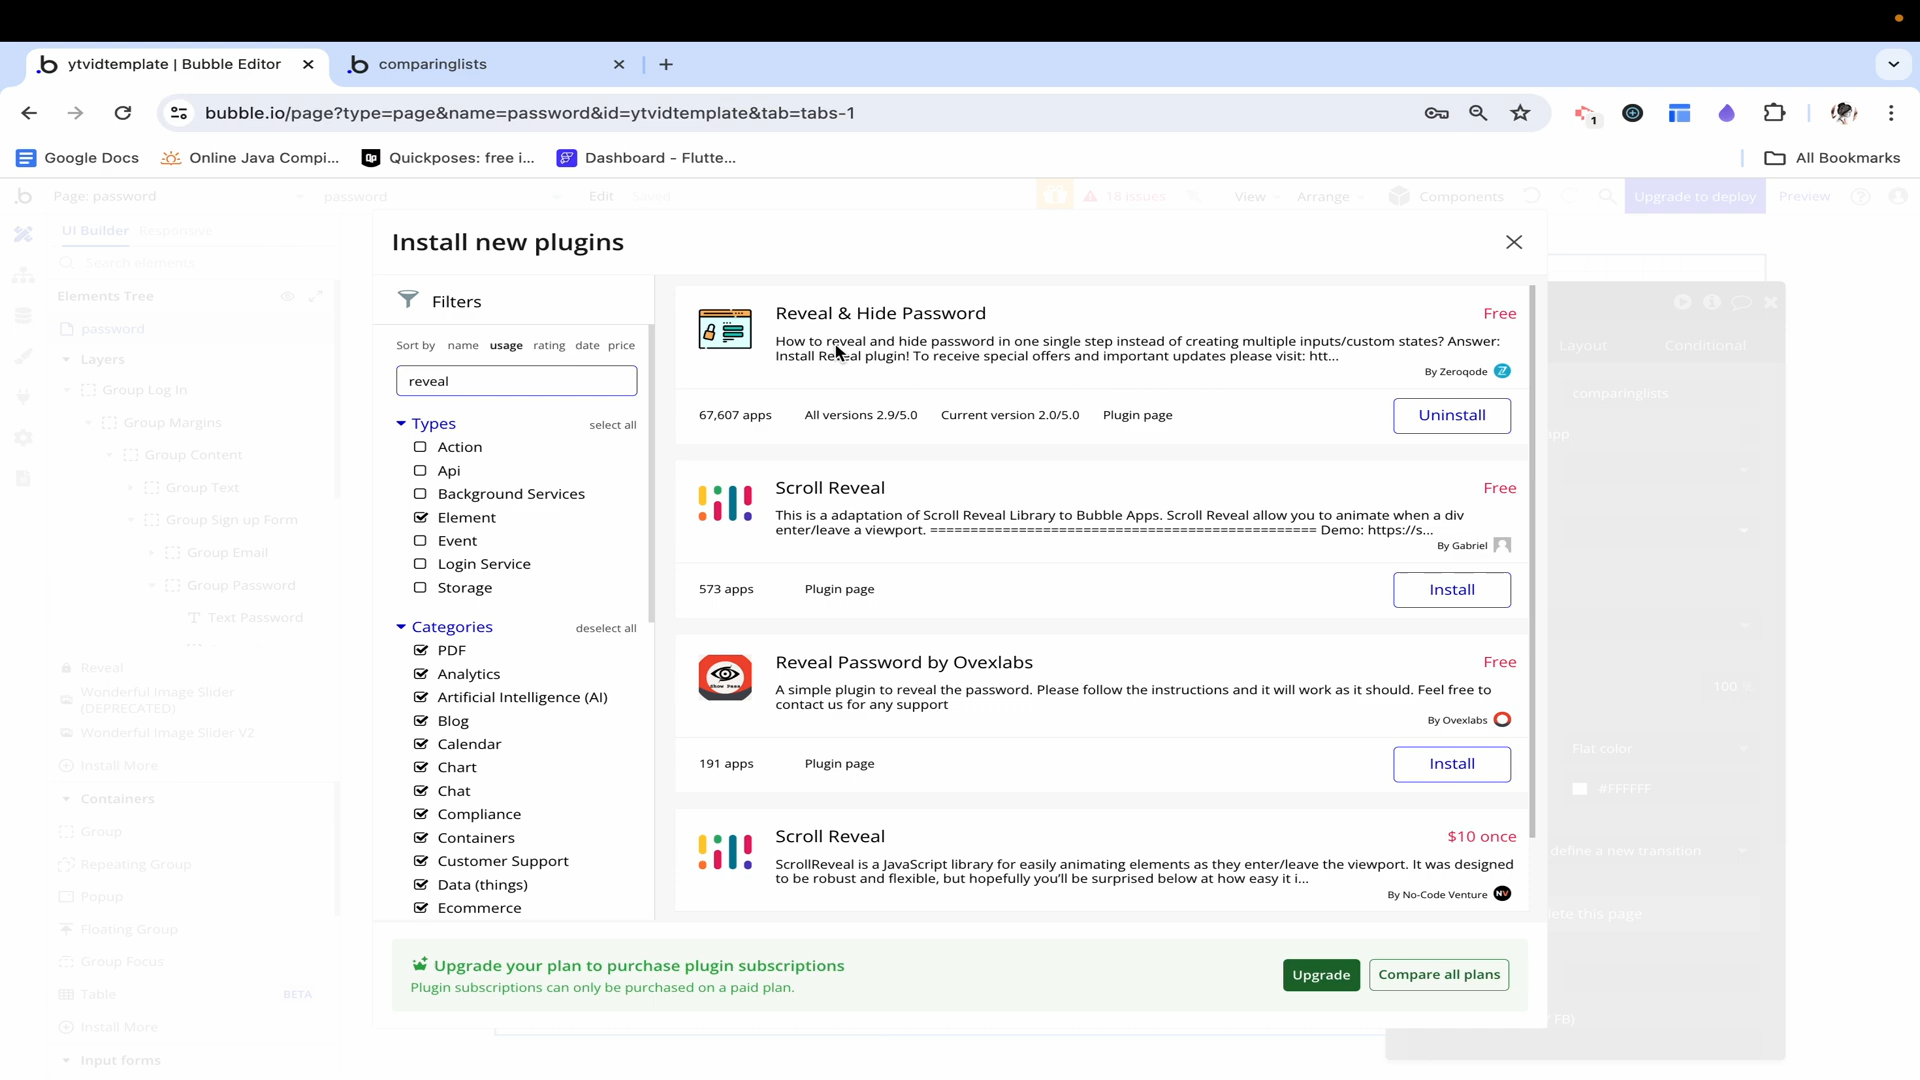 ytvidtemplate | Bubble Editor
comparinglists
bubble.io/page?type=page&name=password&id=ytvidtemplate&tab=tabs-1
1
Google Docs
Online Java Compi...
Quickposes: free i...
Dashboard - Flutte...
All Bookmarks
Page: password
password
Edit
Saved
18 issues
View
Arrange
Components
Upgrade to deploy
Preview
UI Builder
Responsive
Search elements
Elements Tree
password
Layers
Group Log In
Group Margins
Group Content
Group Text
Group Sign up Form
Group Email
Group Password
Text Password
Reveal
Wonderful Image Slider
(DEPRECATED)
Wonderful Image Slider V2
Install More
Containers
Group
Repeating Group
Popup
Floating Group
Group Focus
Table
BETA
Install More
Input forms
Install new plugins
Filters
Sort by name usage rating date price
reveal
Types
select all
Action
Api
Background Services
Element
Event
Login Service
Storage
Categories
deselect all
PDF
Analytics
Artificial Intelligence (AI)
Blog
Calendar
Chart
Chat
Compliance
Containers
Customer Support
Data (things)
Ecommerce
Reveal & Hide Password
Free
How to reveal and hide password in one single step instead of creating multiple inputs/custom states? Answer:
Install Reveal plugin! To receive special offers and important updates please visit: htt...
By Zeroqode
67,607 apps
All versions 2.9/5.0
Current version 2.0/5.0
Plugin page
Uninstall
Scroll Reveal
Free
This is a adaptation of Scroll Reveal Library to Bubble Apps. Scroll Reveal allow you to animate when a div
enter/leave a viewport. ============================================== Demo: https://s...
By Gabriel
573 apps
Plugin page
Install
Reveal Password by Ovexlabs
Free
A simple plugin to reveal the password. Please follow the instructions and it will work as it should. Feel free to
contact us for any support
By Ovexlabs
191 apps
Plugin page
Install
Scroll Reveal
$10 once
ScrollReveal is a JavaScript library for easily animating elements as they enter/leave the viewport. It was designed
to be robust and flexible, but hopefully you'll be surprised below at how easy it i...
By No-Code Venture
NV
Upgrade your plan to purchase plugin subscriptions
Plugin subscriptions can only be purchased on a paid plan.
Upgrade
Compare all plans
Layout
Conditional
comparinglists
100
Flat color
#FFFFFF
define a new transition
this page
FB)